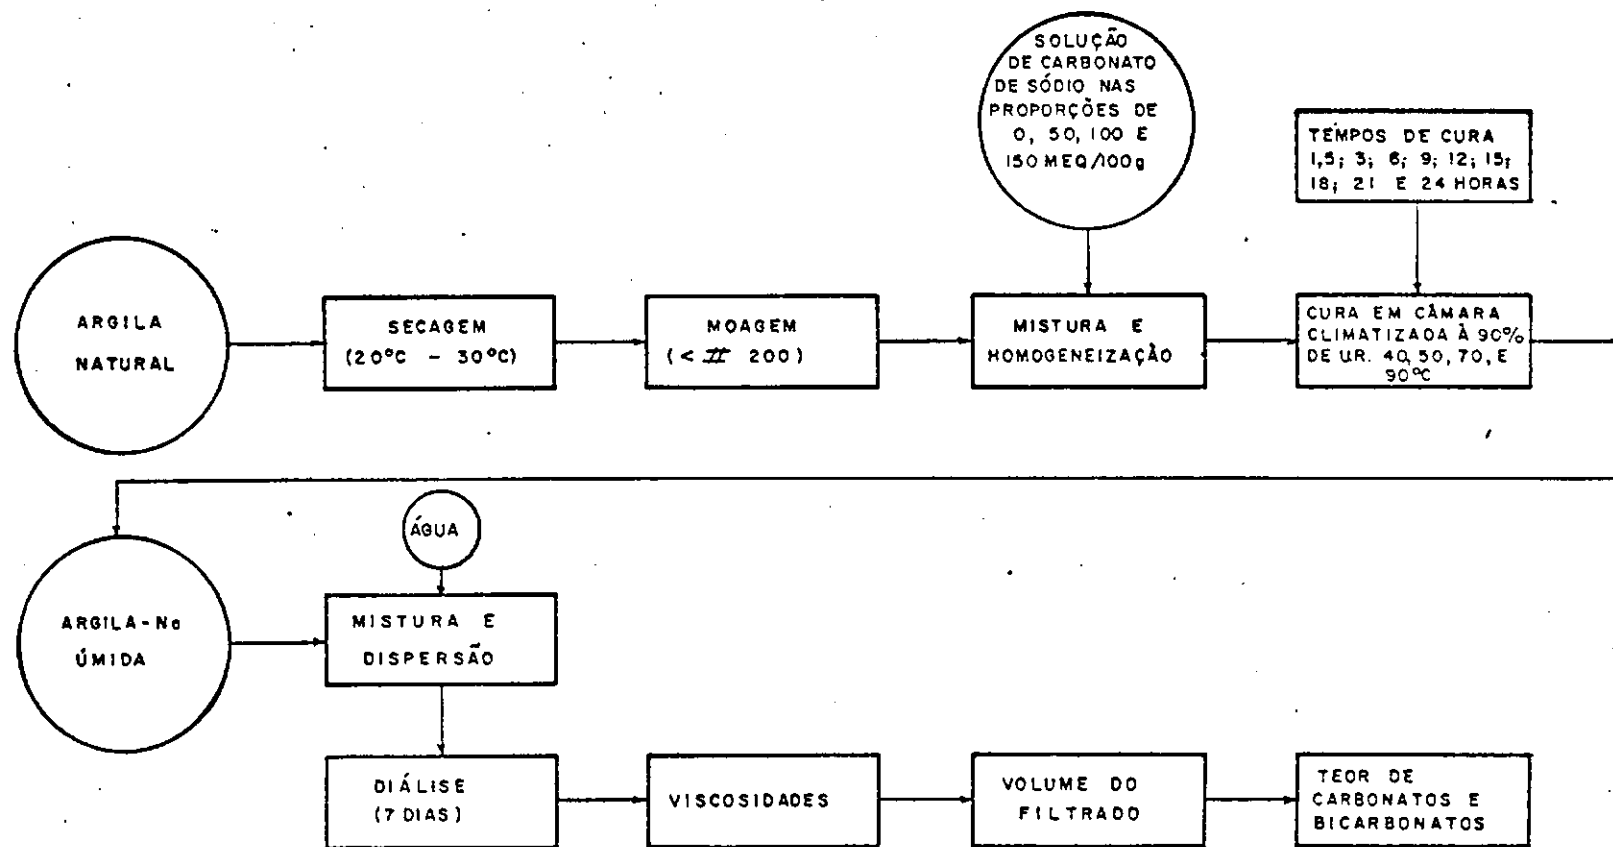 SOLUÇÃO
DE CARBONATO
DE SÓDIO NAS
PROPORÇÕES DE
0, 50, 100 E
150 MEQ/100g
TEMPOS DE CURA
1,5; 3; 6; 9; 12; 15;
18; 21 E 24 HORAS
ARGILA
NATURAL
SECAGEM
(20°C - 30°C)
MOAGEM
(< # 200)
MISTURA E
HOMOGENEIZAÇÃO
CURA EM CÂMARA
CLIMATIZADA À 90%
DE U.R. 40, 50, 70, E
90°C
ÁGUA
ARGILA-Na
ÚMIDA
MISTURA E
DISPERSÃO
DIÁLISE
(7 DIAS)
VISCOSIDADES
VOLUME DO
FILTRADO
TEOR DE
CARBONATOS E
BICARBONATOS